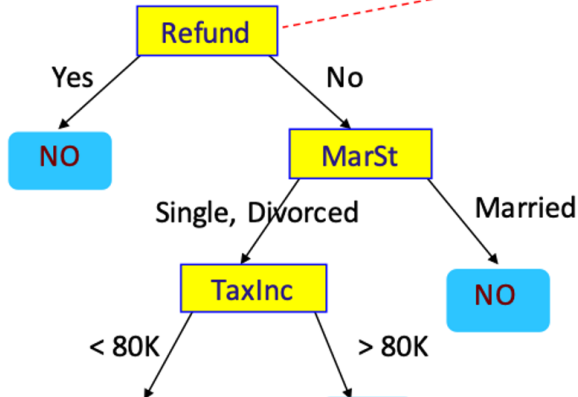 Refund
Yes
No
NO
MarSt
Single, Divorced
Married
TaxInc
NO
< 80K
> 80K